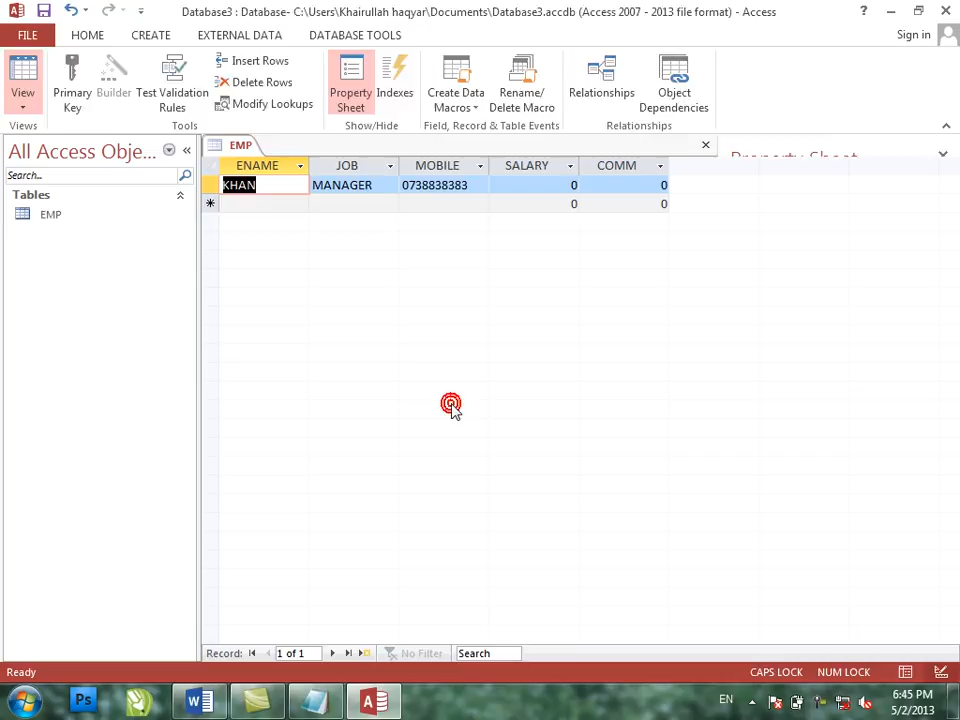 Database3 : Database- C:\Users\Khairullah haqyar\Documents\Database3.accdb (Access 2007 - 2013 file format) - Access
FILE HOME CREATE EXTERNAL DATA DATABASE TOOLS Sign in
View
Primary Key
Builder
Test Validation Rules
Insert Rows
Delete Rows
Modify Lookups
Property Sheet
Indexes
Create Data Macros
Rename/ Delete Macro
Relationships
Object Dependencies
Views Tools Show/Hide Field, Record & Table Events Relationships
All Access Obje...
Search...
Tables
EMP
EMP
Property Sheet
ENAME JOB MOBILE SALARY COMM
KHAN MANAGER 0738838383 0 0
0 0
Record: 1 of 1 No Filter Search
Ready CAPS LOCK NUM LOCK
Ps
EN
6:45 PM
5/2/2013